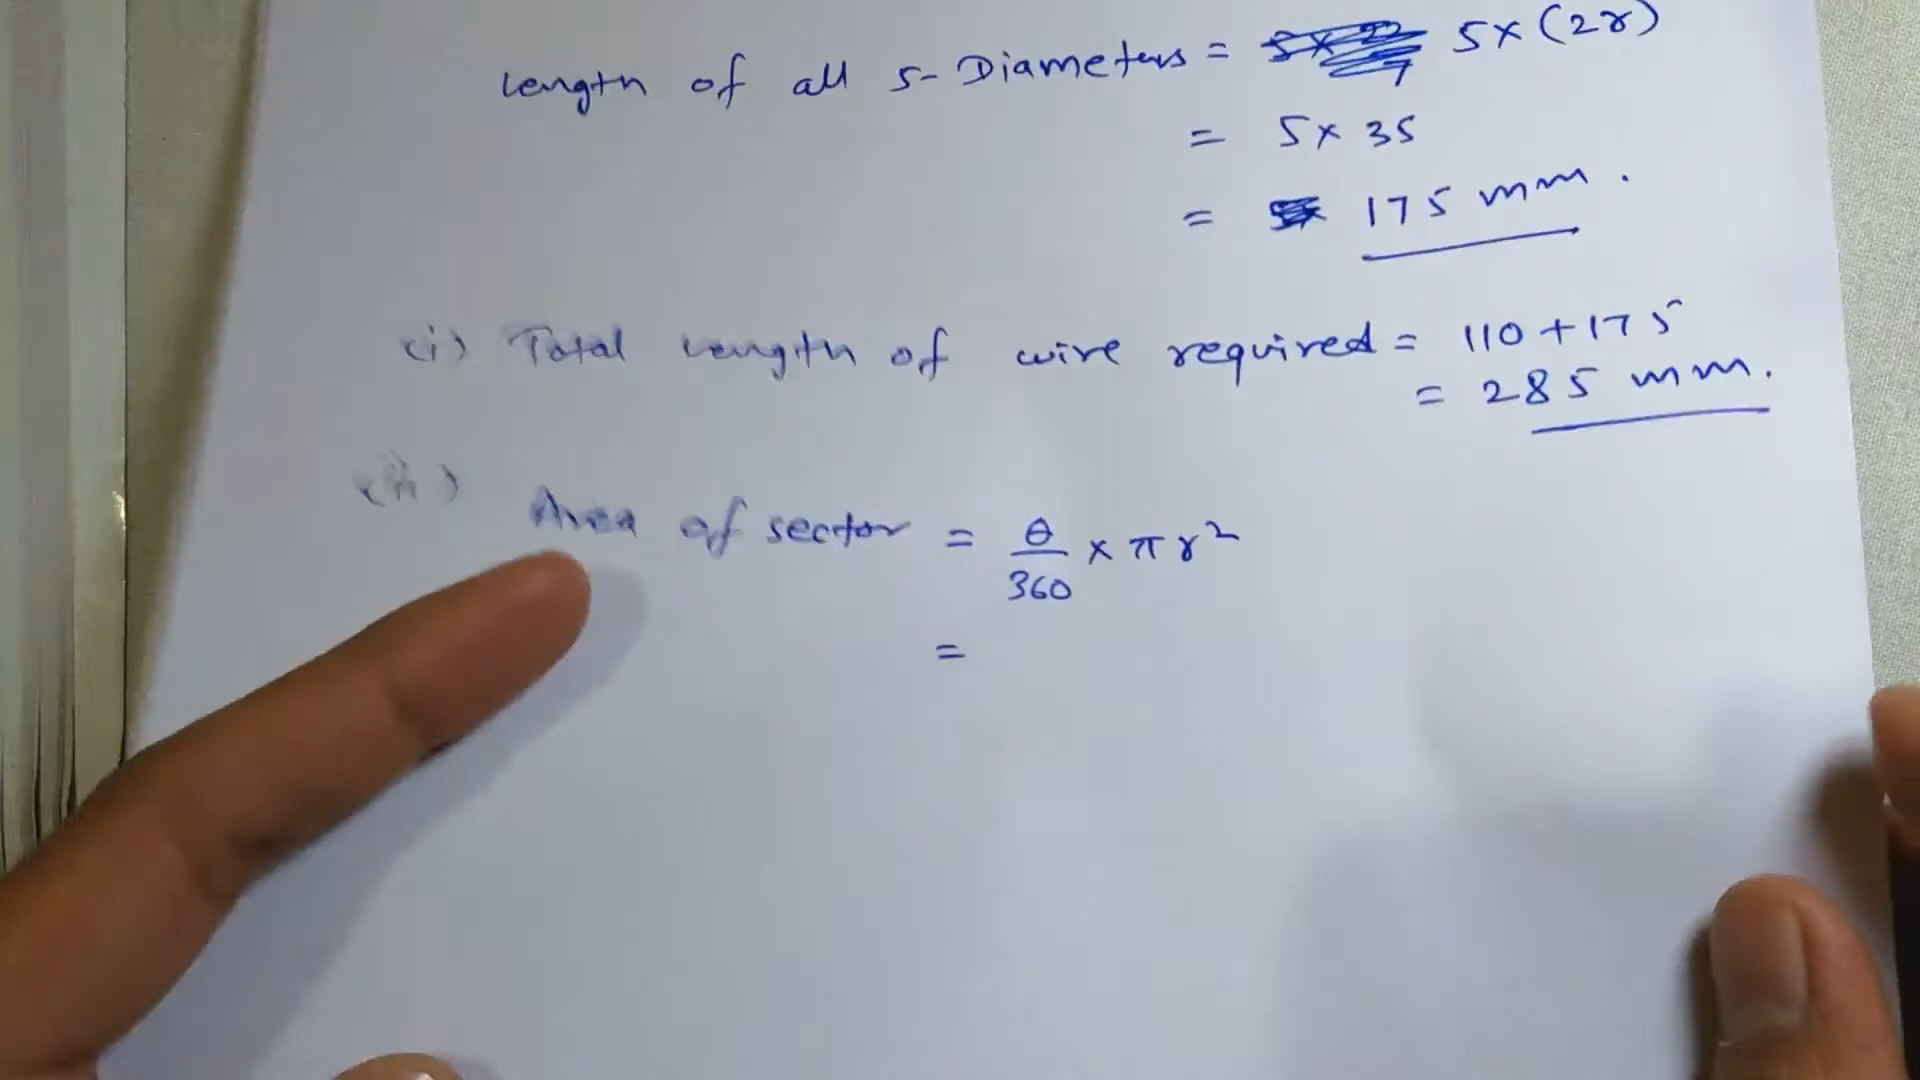 Length of all 5-Diameters = 5×(2r)
= 5× 35
= 175 mm.
(i) Total Length of wire required = 110+175
= 285 mm.
(ii) Area of sector = θ/360 × πr²
=